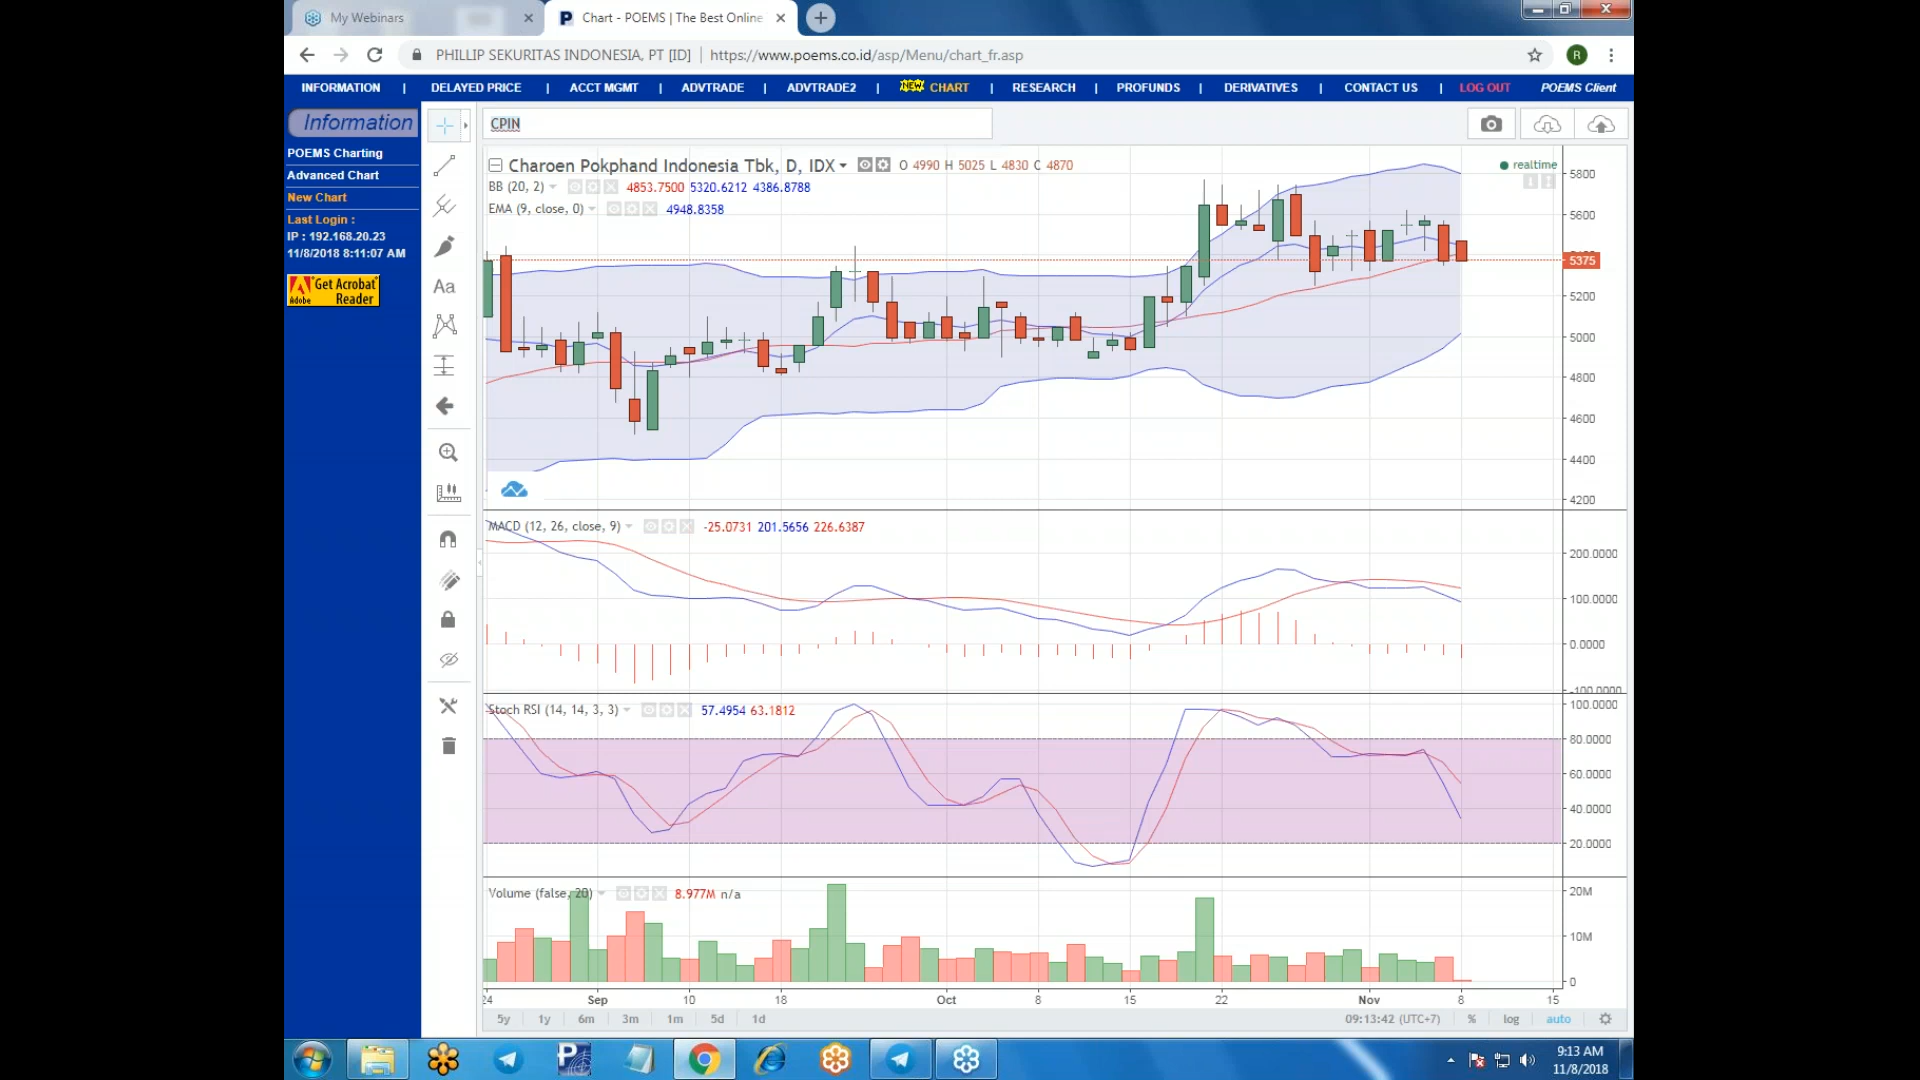 My Webinars
Chart - POEMS | The Best Online
PHILLIP SEKURITAS INDONESIA, PT [ID] | https://www.poems.co.id/asp/Menu/chart_fr.asp
R
INFORMATION | DELAYED PRICE | ACCT MGMT | ADVTRADE | ADVTRADE2 | NEW CHART | RESEARCH | PROFUNDS | DERIVATIVES | CONTACT US | LOG OUT POEMS Client
Information
POEMS Charting
Advanced Chart
New Chart
Last Login :
IP : 192.168.20.23
11/8/2018 8:11:07 AM
Get Acrobat
Adobe Reader
CPIN
Charoen Pokphand Indonesia Tbk, D, IDX O 4990 H 5025 L 4830 C 4870
realtime
BB (20, 2) 4853.7500 5320.6212 4386.8788
EMA (9, close, 0) 4948.8358
Aa
5800
5600
5375
5200
5000
4800
4600
4400
4200
MACD (12, 26, close, 9) -25.0731 201.5656 226.6387
200.0000
100.0000
0.0000
-100.0000
Stoch RSI (14, 14, 3, 3) 57.4954 63.1812
100.0000
80.0000
60.0000
40.0000
20.0000
Volume (false, 20) 8.977M n/a
20M
10M
0
24 Sep 10 18 Oct 8 15 22 Nov 8 15
5y 1y 6m 3m 1m 5d 1d
09:13:42 (UTC+7) % log auto
9:13 AM
11/8/2018